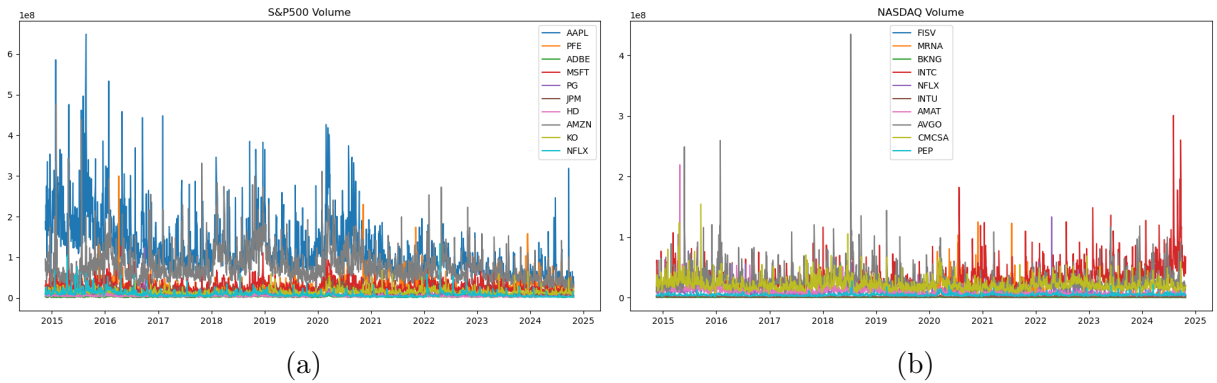 S&P500 Volume
1e8
6
5
4
3
2
1
0
2015 2016 2017 2018 2019 2020 2021 2022 2023 2024 2025
AAPL
PFE
ADBE
MSFT
PG
JPM
HD
AMZN
KO
NFLX
(a)
NASDAQ Volume
1e8
4
3
2
1
0
2015 2016 2017 2018 2019 2020 2021 2022 2023 2024 2025
FISV
MRNA
BKNG
INTC
NFLX
INTU
AMAT
AVGO
CMCSA
PEP
(b)